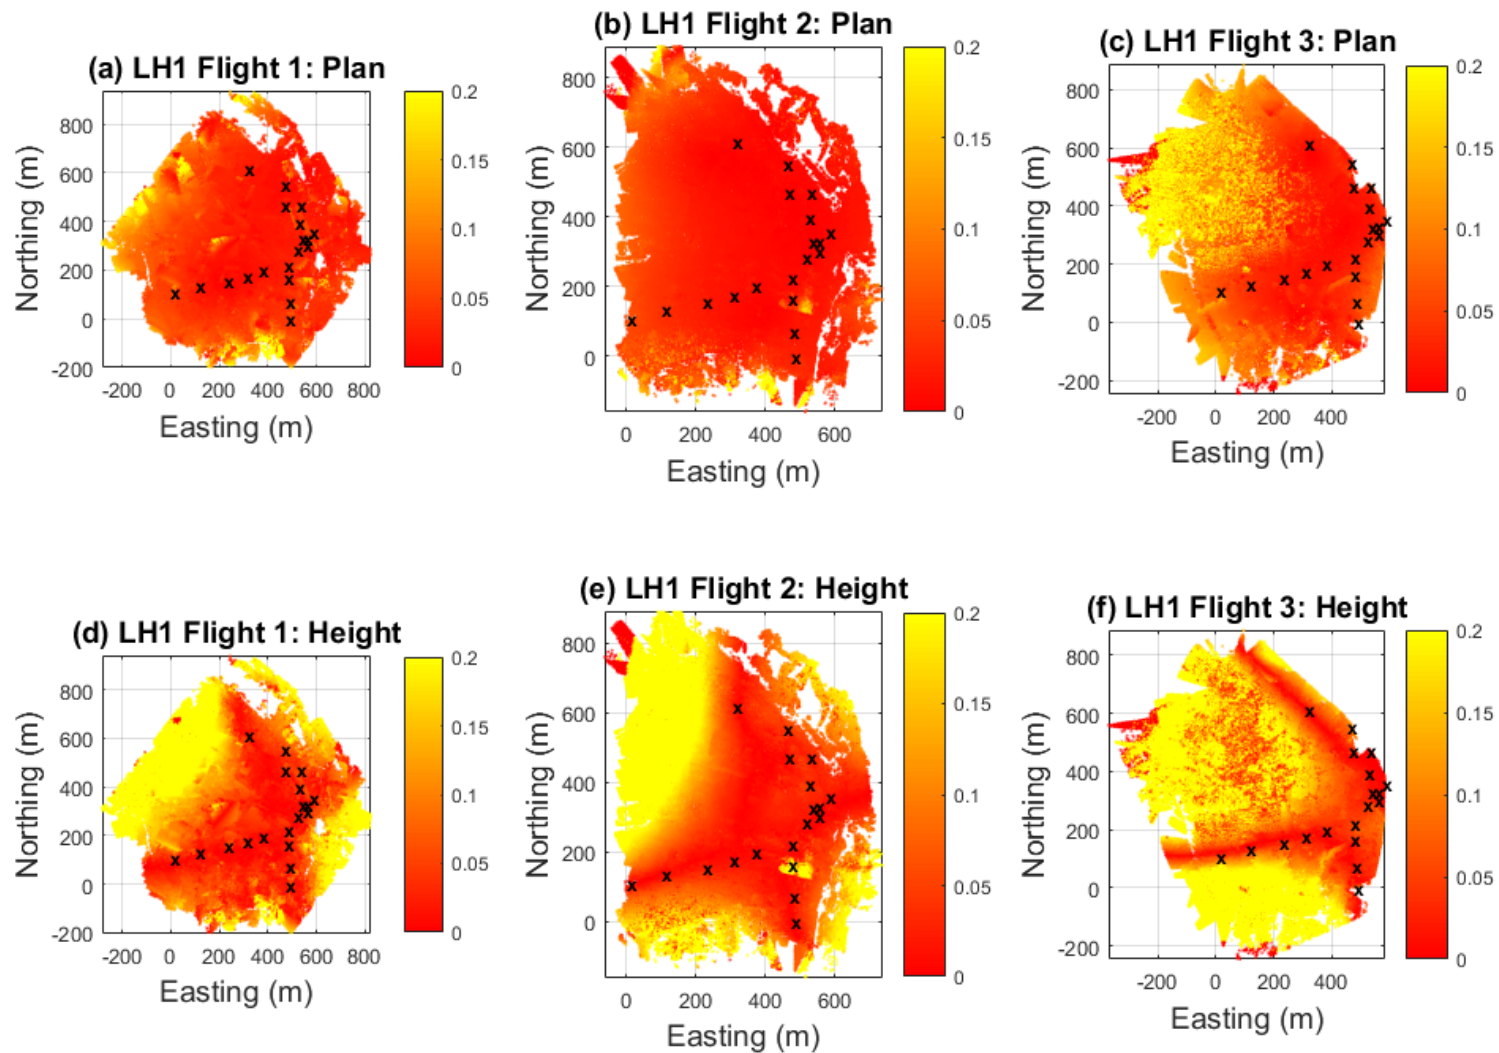 (a) LH1 Flight 1: Plan
Northing (m)
800
600
400
200
0
-200
-200 0 200 400 600 800
Easting (m)
0.2
0.15
0.1
0.05
0
(b) LH1 Flight 2: Plan
Northing (m)
800
600
400
200
0
0 200 400 600
Easting (m)
0.2
0.15
0.1
0.05
0
(c) LH1 Flight 3: Plan
Northing (m)
800
600
400
200
0
-200
-200 0 200 400
Easting (m)
0.2
0.15
0.1
0.05
0
(d) LH1 Flight 1: Height
Northing (m)
800
600
400
200
0
-200
-200 0 200 400 600 800
Easting (m)
0.2
0.15
0.1
0.05
0
(e) LH1 Flight 2: Height
Northing (m)
800
600
400
200
0
0 200 400 600
Easting (m)
0.2
0.15
0.1
0.05
0
(f) LH1 Flight 3: Height
Northing (m)
800
600
400
200
0
-200
-200 0 200 400
Easting (m)
0.2
0.15
0.1
0.05
0